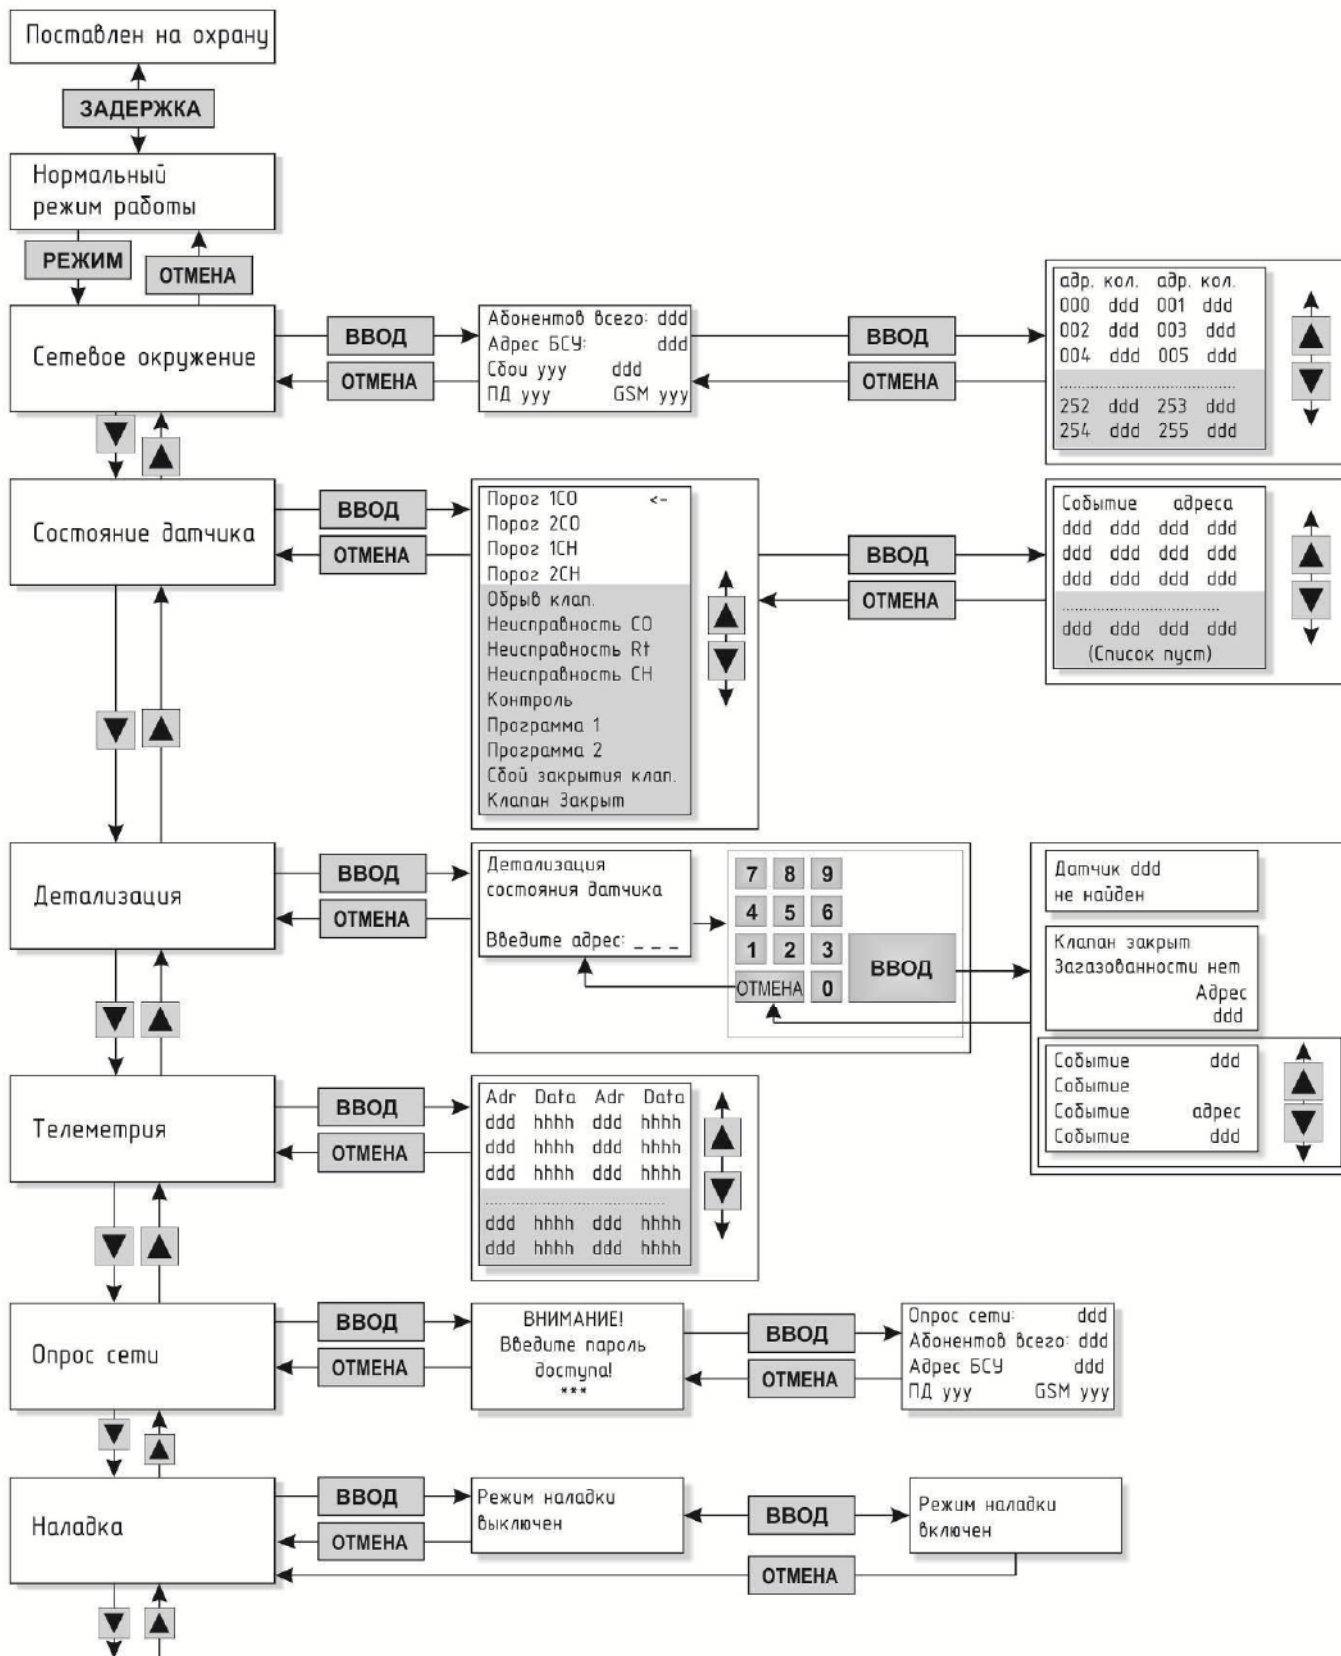 Поставлен на охрану
ЗАДЕРЖКА
Нормальный
режим работы
РЕЖИМ
ОТМЕНА
Сетевое окружение
ВВОД
ОТМЕНА
Абонентов всего: ddd
Адрес БСУ: ddd
Сбои yyy ddd
ПД yyy GSM yyy
ВВОД
ОТМЕНА
адр. кол. адр. кол.
000 ddd 001 ddd
002 ddd 003 ddd
004 ddd 005 ddd
........................................
252 ddd 253 ddd
254 ddd 255 ddd
Состояние датчика
ВВОД
ОТМЕНА
Порог 1СО <-
Порог 2СО
Порог 1СН
Порог 2СН
Обрыв клап.
Неисправность СО
Неисправность Rt
Неисправность СН
Контроль
Программа 1
Программа 2
Сбой закрытия клап.
Клапан Закрыт
ВВОД
ОТМЕНА
Событие адреса
ddd ddd ddd ddd
ddd ddd ddd ddd
ddd ddd ddd ddd
........................................
ddd ddd ddd ddd
(Список пуст)
Детализация
ВВОД
ОТМЕНА
Детализация
состояния датчика
Введите адрес: _ _ _
7 8 9
4 5 6
1 2 3
ОТМЕНА 0
ВВОД
Датчик ddd
не найден
Клапан закрыт
Загазованности нет
Адрес
ddd
Событие ddd
Событие
Событие адрес
Событие ddd
Телеметрия
ВВОД
ОТМЕНА
Adr Data Adr Data
ddd hhhh ddd hhhh
ddd hhhh ddd hhhh
ddd hhhh ddd hhhh
........................................
ddd hhhh ddd hhhh
ddd hhhh ddd hhhh
Опрос сети
ВВОД
ОТМЕНА
ВНИМАНИЕ!
Введите пароль
доступа!
***
ВВОД
ОТМЕНА
Опрос сети: ddd
Абонентов всего: ddd
Адрес БСУ ddd
ПД yyy GSM yyy
Наладка
ВВОД
ОТМЕНА
Режим наладки
выключен
ВВОД
ОТМЕНА
Режим наладки
включен